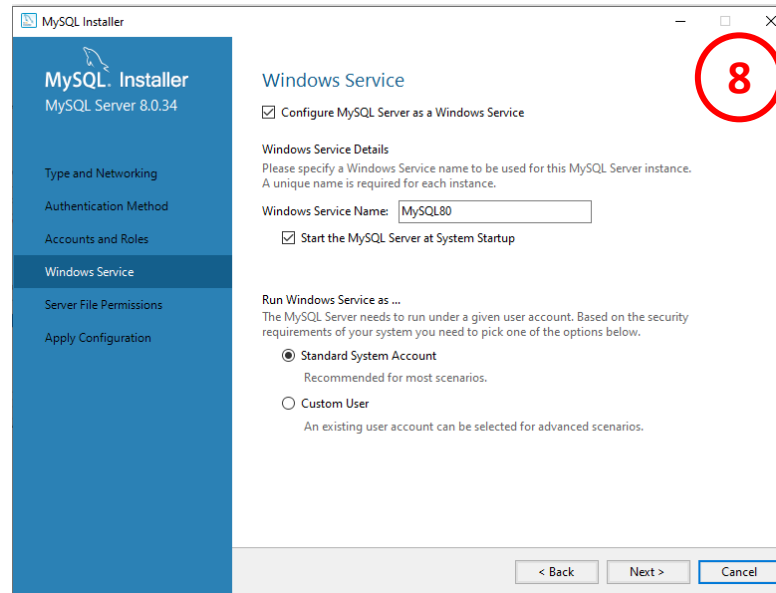 MySQL Installer
8
MySQL. Installer
MySQL Server 8.0.34
Type and Networking
Authentication Method
Accounts and Roles
Windows Service
Server File Permissions
Apply Configuration
Windows Service
Configure MySQL Server as a Windows Service
Windows Service Details
Please specify a Windows Service name to be used for this MySQL Server instance.
A unique name is required for each instance.
Windows Service Name: MySQL80
Start the MySQL Server at System Startup
Run Windows Service as ...
The MySQL Server needs to run under a given user account. Based on the security
requirements of your system you need to pick one of the options below.
Standard System Account
Recommended for most scenarios.
Custom User
An existing user account can be selected for advanced scenarios.
< Back Next > Cancel